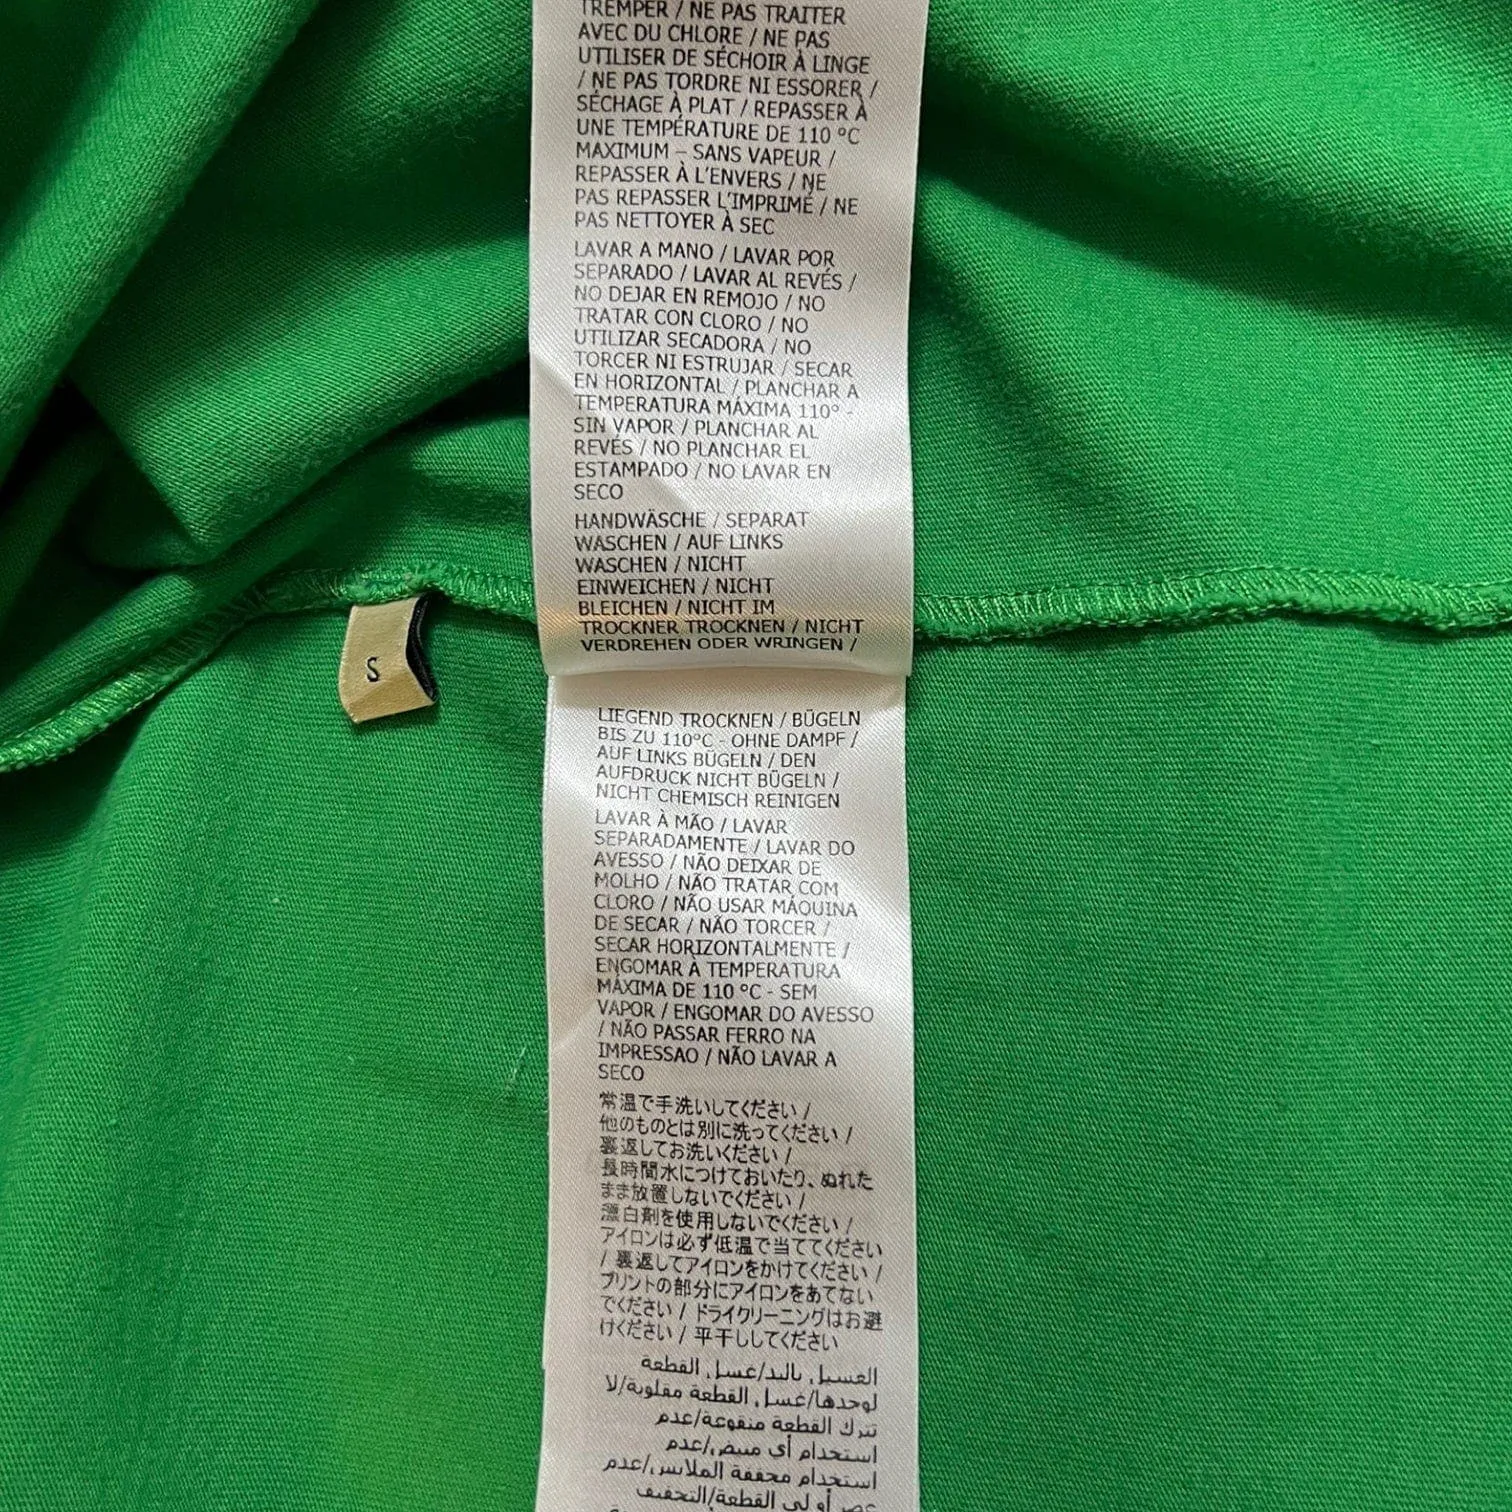 TREMPER / NE PAS TRAITER
AVEC DU CHLORE / NE PAS
UTILISER DE SÉCHOIR À LINGE
/ NE PAS TORDRE NI ESSORER /
SÉCHAGE À PLAT / REPASSER À
UNE TEMPÉRATURE DE 110 °C
MAXIMUM – SANS VAPEUR /
REPASSER À L'ENVERS / NE
PAS REPASSER L'IMPRIMÉ / NE
PAS NETTOYER À SEC
LAVAR A MANO / LAVAR POR
SEPARADO / LAVAR AL REVÉS /
NO DEJAR EN REMOJO / NO
TRATAR CON CLORO / NO
UTILIZAR SECADORA / NO
TORCER NI ESTRUJAR / SECAR
EN HORIZONTAL / PLANCHAR A
TEMPERATURA MÁXIMA 110° -
SIN VAPOR / PLANCHAR AL
REVÉS / NO PLANCHAR EL
ESTAMPADO / NO LAVAR EN
SECO
HANDWÄSCHE / SEPARAT
WASCHEN / AUF LINKS
WASCHEN / NICHT
EINWEICHEN / NICHT
BLEICHEN / NICHT IM
TROCKNER TROCKNEN / NICHT
VERDREHEN ODER WRINGEN /
S
LIEGEND TROCKNEN / BÜGELN
BIS ZU 110°C - OHNE DAMPF /
AUF LINKS BÜGELN / DEN
AUFDRUCK NICHT BÜGELN /
NICHT CHEMISCH REINIGEN
LAVAR À MÃO / LAVAR
SEPARADAMENTE / LAVAR DO
AVESSO / NÃO DEIXAR DE
MOLHO / NÃO TRATAR COM
CLORO / NÃO USAR MÁQUINA
DE SECAR / NÃO TORCER /
SECAR HORIZONTALMENTE /
ENGOMAR À TEMPERATURA
MÁXIMA DE 110 °C - SEM
VAPOR / ENGOMAR DO AVESSO
/ NÃO PASSAR FERRO NA
IMPRESSAO / NÃO LAVAR A
SECO
常温で手洗いしてください /
他のものとは別に洗ってください /
裏返してお洗いください /
長時間水につけておいたり、ぬれた
まま放置しないでください /
漂白剤を使用しないでください /
アイロンは必ず低温で当ててください
/ 裏返してアイロンをかけてください /
プリントの部分にアイロンをあてない
でください / ドライクリーニングはお避
けください / 平干ししてください
الغسيل باليد/غسل القطعة
لوحدها/غسل القطعة مقلوبة/لا
تترك القطعة منقوعة/عدم
استخدام أي مبيض/عدم
استخدام مجففة الملابس/عدم
عصر أو لي القطعة/التجفيف